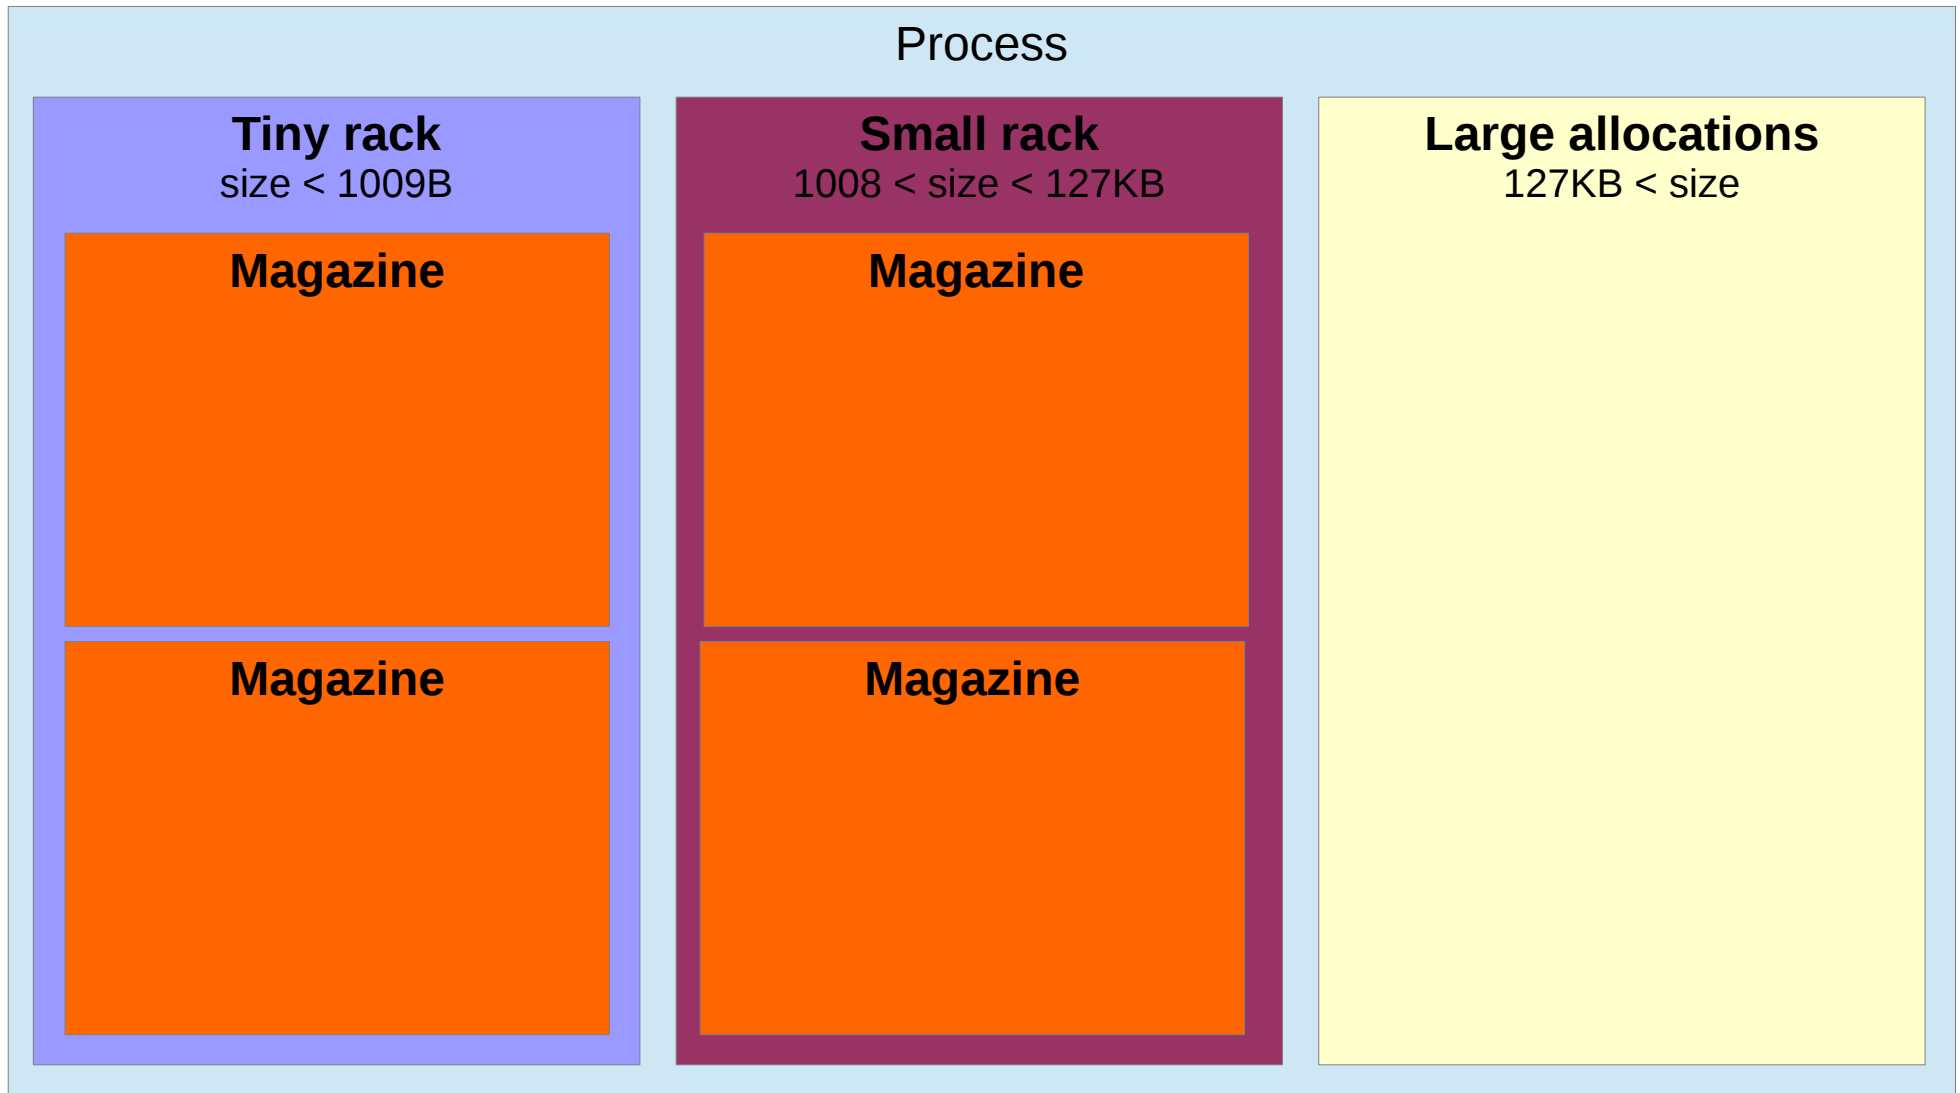 Process
Tiny rack
size < 1009B
Magazine
Magazine
Small rack
1008 < size < 127KB
Magazine
Magazine
Large allocations
127KB < size